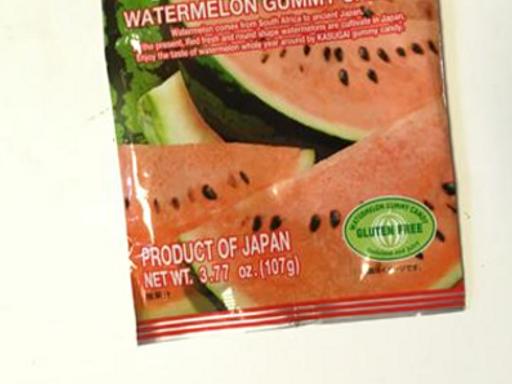 WATERMELON GUMMY
Watermelon comes from South Africa to ancient Japan.
the present, Red fresh and round shape watermelons are cultivate in Japan.
Enjoy the taste of watermelon whole year around by KASUGAI gummy candy.
WATERMELON GUMMY CANDY
GLUTEN FREE
PRODUCT OF JAPAN
NET WT. 3.77 oz. (107g)